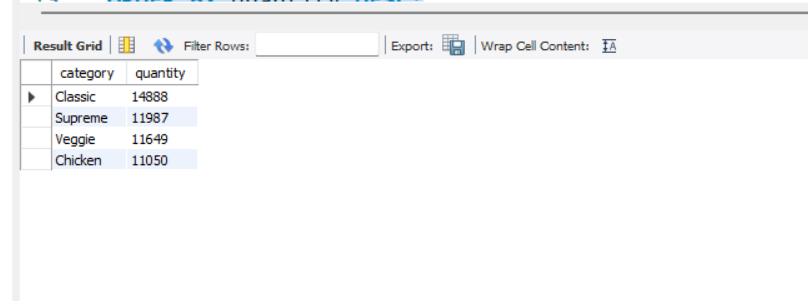 Result Grid Filter Rows: Export: Wrap Cell Content:
category quantity
Classic 14888
Supreme 11987
Veggie 11649
Chicken 11050